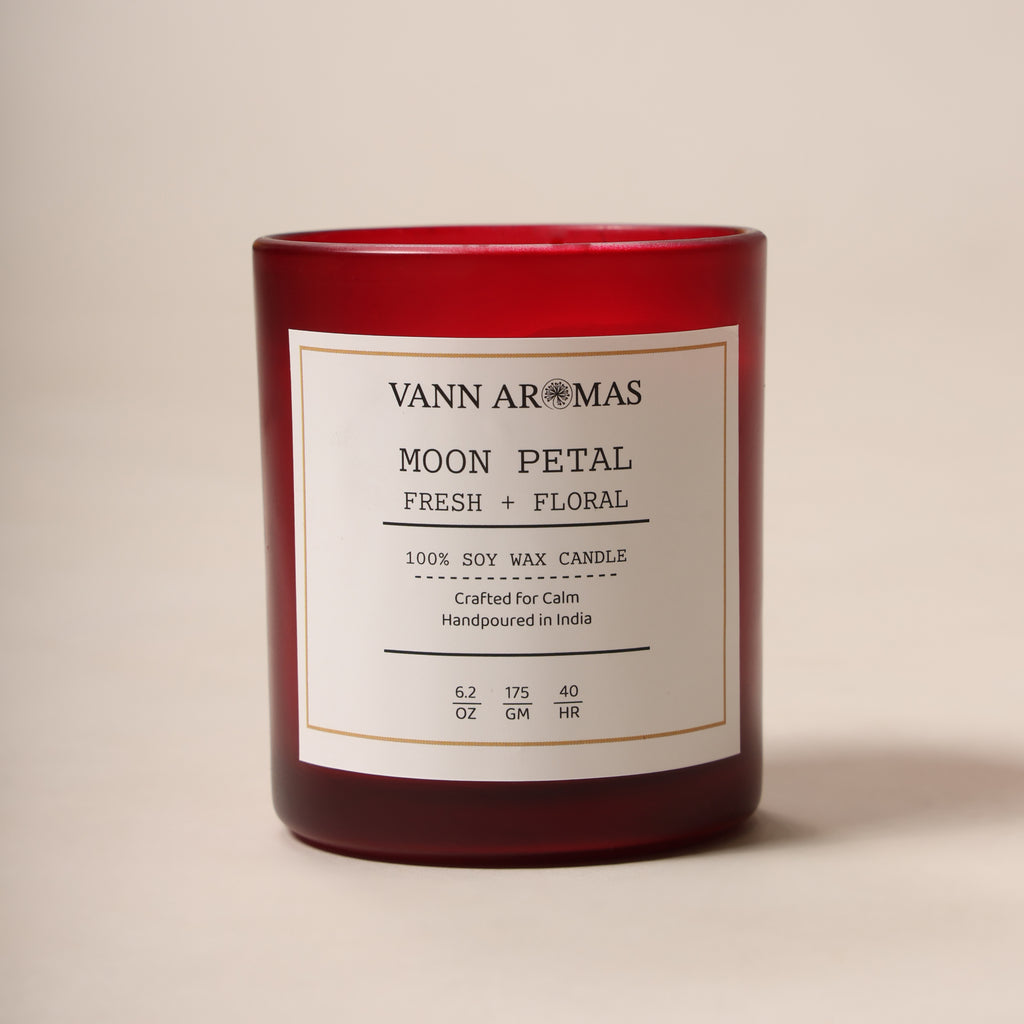 VANN AROMAS
MOON PETAL
FRESH + FLORAL
100% SOY WAX CANDLE
Crafted for Calm
Handpoured in India
6.2 175 40
OZ GM HR